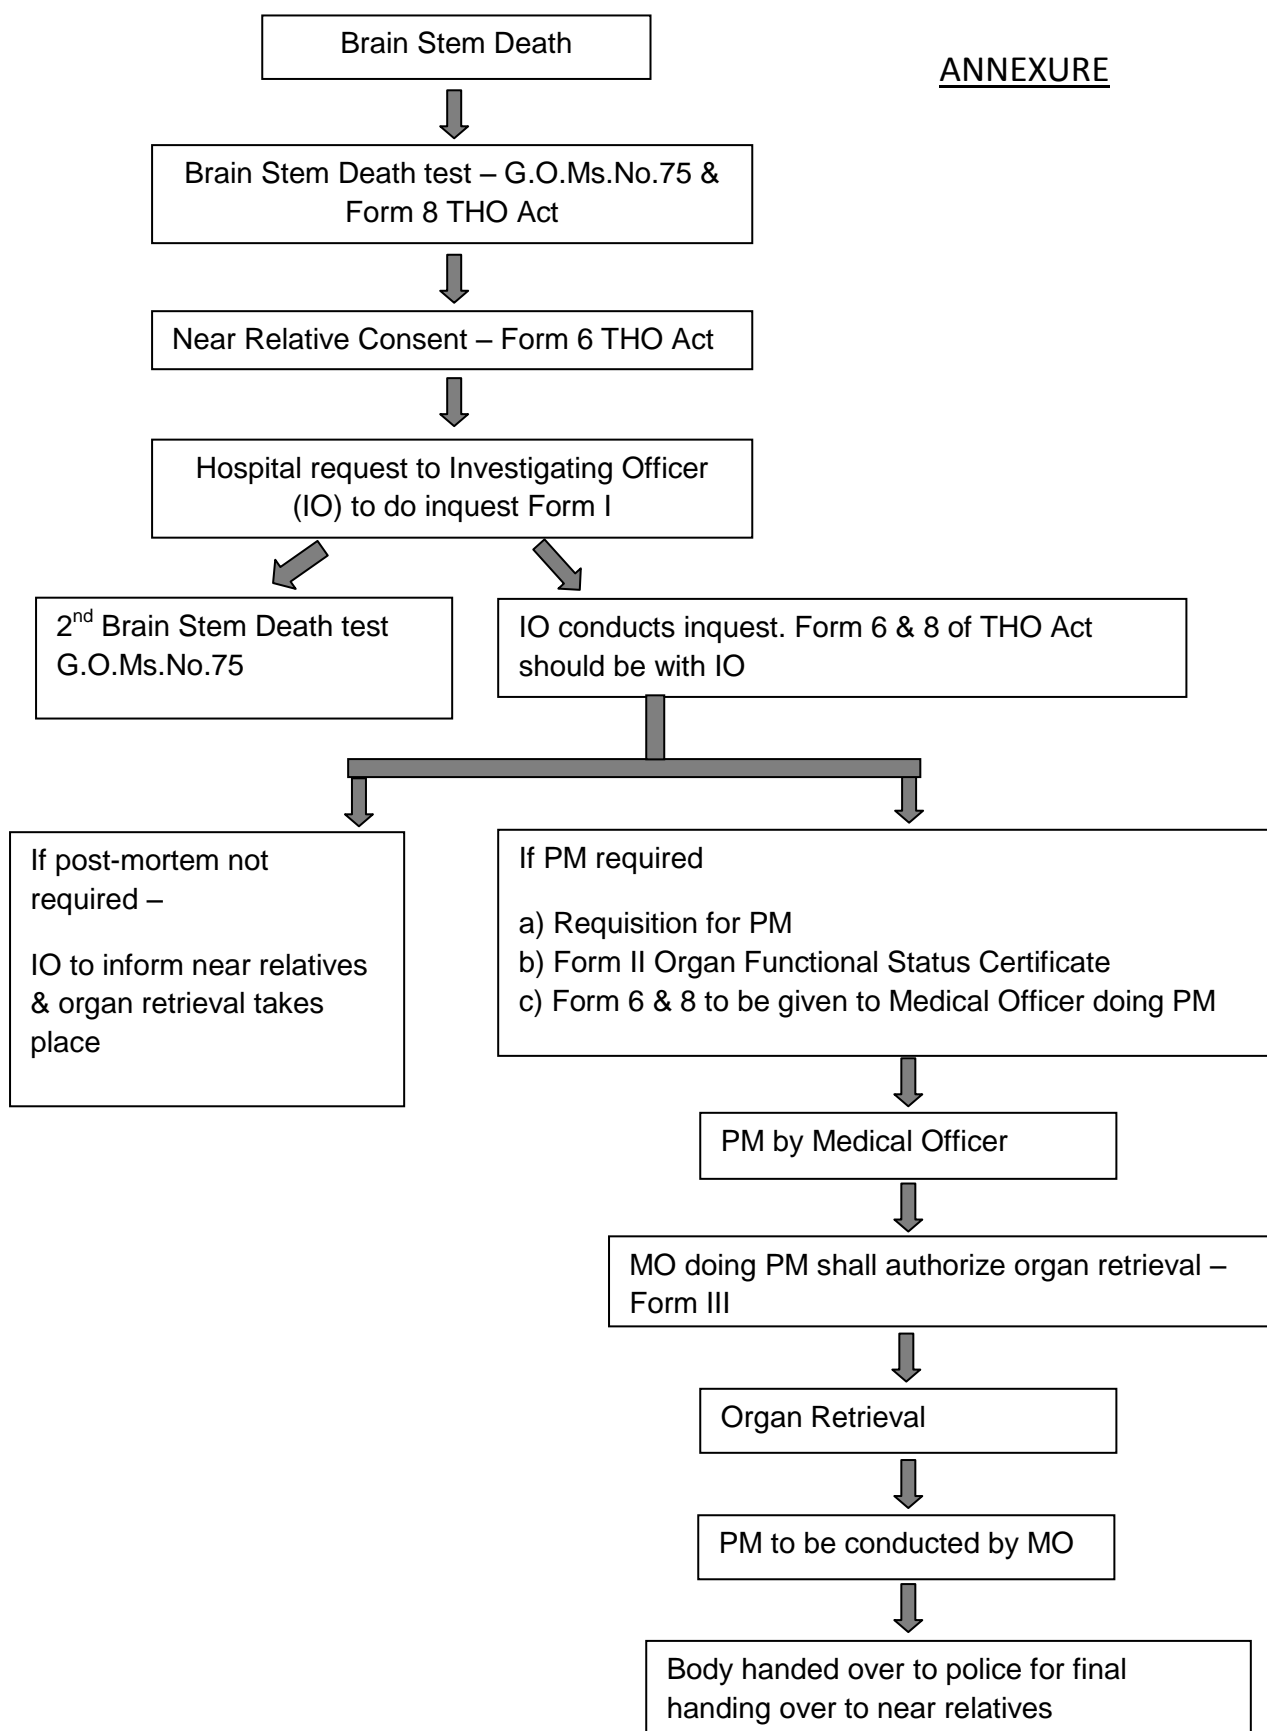 Brain Stem Death
ANNEXURE
Brain Stem Death test – G.O.Ms.No.75 &
Form 8 THO Act
Near Relative Consent – Form 6 THO Act
Hospital request to Investigating Officer
(IO) to do inquest Form I
2nd Brain Stem Death test
G.O.Ms.No.75
IO conducts inquest. Form 6 & 8 of THO Act
should be with IO
If post-mortem not
required –
IO to inform near relatives
& organ retrieval takes
place
If PM required
a) Requisition for PM
b) Form II Organ Functional Status Certificate
c) Form 6 & 8 to be given to Medical Officer doing PM
PM by Medical Officer
MO doing PM shall authorize organ retrieval –
Form III
Organ Retrieval
PM to be conducted by MO
Body handed over to police for final
handing over to near relatives